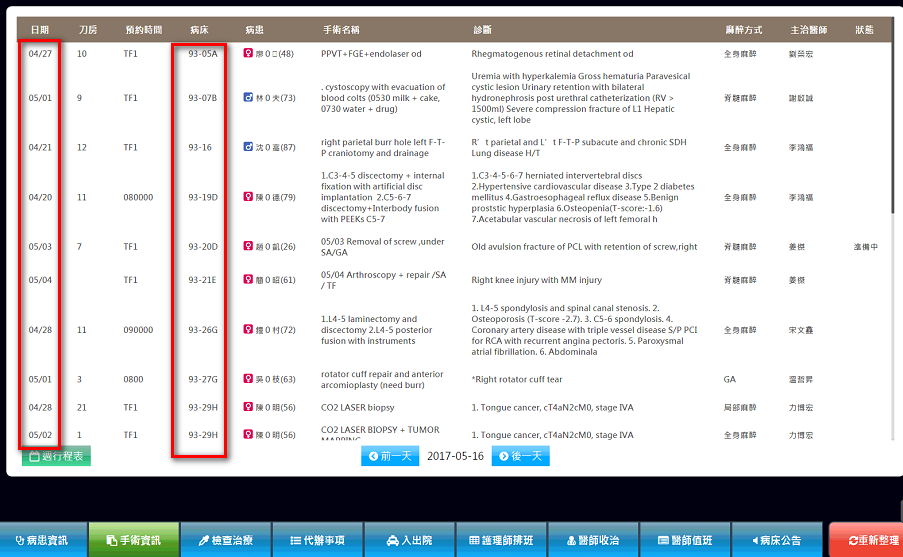 日期 刀房 預約時間 病床 病患 手術名稱 診斷 麻醉方式 主治醫師 狀態
04/27 10 TF1 93-05A 廖O (48) PPVT+FGE+endolaser od Rhegmatogenous retinal detachment od 全身麻醉 劉榮宏
05/01 9 TF1 93-07B 林O夫(73) . cystoscopy with evacuation of blood colts (0530 milk + cake, 0730 water + drug) Uremia with hyperkalemia Gross hematuria Paravesical cystic lesion Urinary retention with bilateral hydronephrosis post urethral catheterization (RV > 1500ml) Severe compression fracture of L1 Hepatic cystic, left lobe 脊髓麻醉 謝毅誠
04/21 12 TF1 93-16 沈O (87) right parietal burr hole left F-T-P craniotomy and drainage R' t parietal and L' t F-T-P subacute and chronic SDH Lung disease H/T 全身麻醉 李鴻福
04/20 11 080000 93-19D 陳O德(79) 1.C3-4-5 discectomy + internal fixation with artificial disc implantation 2.C5-6-7 discectomy+Interbody fusion with PEEKs C5-7 1.C3-4-5-6-7 herniated intervertebral discs 2.Hypertensive cardiovascular disease 3.Type 2 diabetes mellitus 4.Gastroesophageal reflux disease 5.Benign proststic hyperplasia 6.Osteopenia(T-score:-1.6) 7.Acetabular vascular necrosis of left femoral h 全身麻醉 李鴻福
05/03 7 TF1 93-20D 趙O凱(26) 05/03 Removal of screw ,under SA/GA Old avulsion fracture of PCL with retention of screw,right 脊髓麻醉 姜傑 準備中
05/04 TF1 93-21E 簡O昭(61) 05/04 Arthroscopy + repair /SA / TF Right knee injury with MM injury 脊髓麻醉 姜傑
04/28 11 090000 93-26G O村(72) 1.L4-5 laminectomy and discectomy 2.L4-5 posterior fusion with instruments 1. L4-5 spondylosis and spinal canal stenosis. 2. Osteoporosis (T-score -2.7). 3. C5-6 spondylosis. 4. Coronary artery disease with triple vessel disease S/P PCI for RCA with recurrent angina pectoris. 5. Paroxysmal atrial fibrillation. 6. Abdominala 全身麻醉 宋文鑫
05/01 3 0800 93-27G 吳O枝(63) rotator cuff repair and anterior arcomioplasty (need burr) *Right rotator cuff tear GA 溫哲昇
04/28 21 TF1 93-29H 陳O明(56) CO2 LASER biopsy 1. Tongue cancer, cT4aN2cM0, stage IVA 局部麻醉 力博宏
05/02 1 TF1 93-29H 陳O明(56) CO2 LASER BIOPSY + TUMOR MAPPING 1. Tongue cancer, cT4aN2cM0, stage IVA 全身麻醉 力博宏
週行程表 前一天 2017-05-16 後一天
病患資訊 手術資訊 檢查治療 代辦事項 入出院 護理師排班 醫師收治 醫師值班 病床公告 重新整理